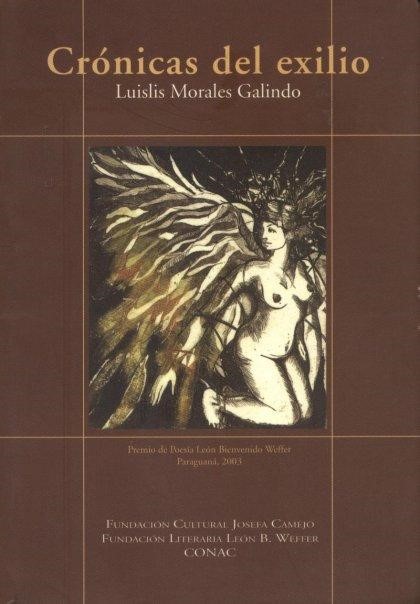 Crónicas del exilio
Luislis Morales Galindo
Premio de Poesía León Bienvenido Weffer
Paraguaná, 2003
Fundación Cultural Josefa Camejo
Fundación Literaria León B. Weffer
CONAC